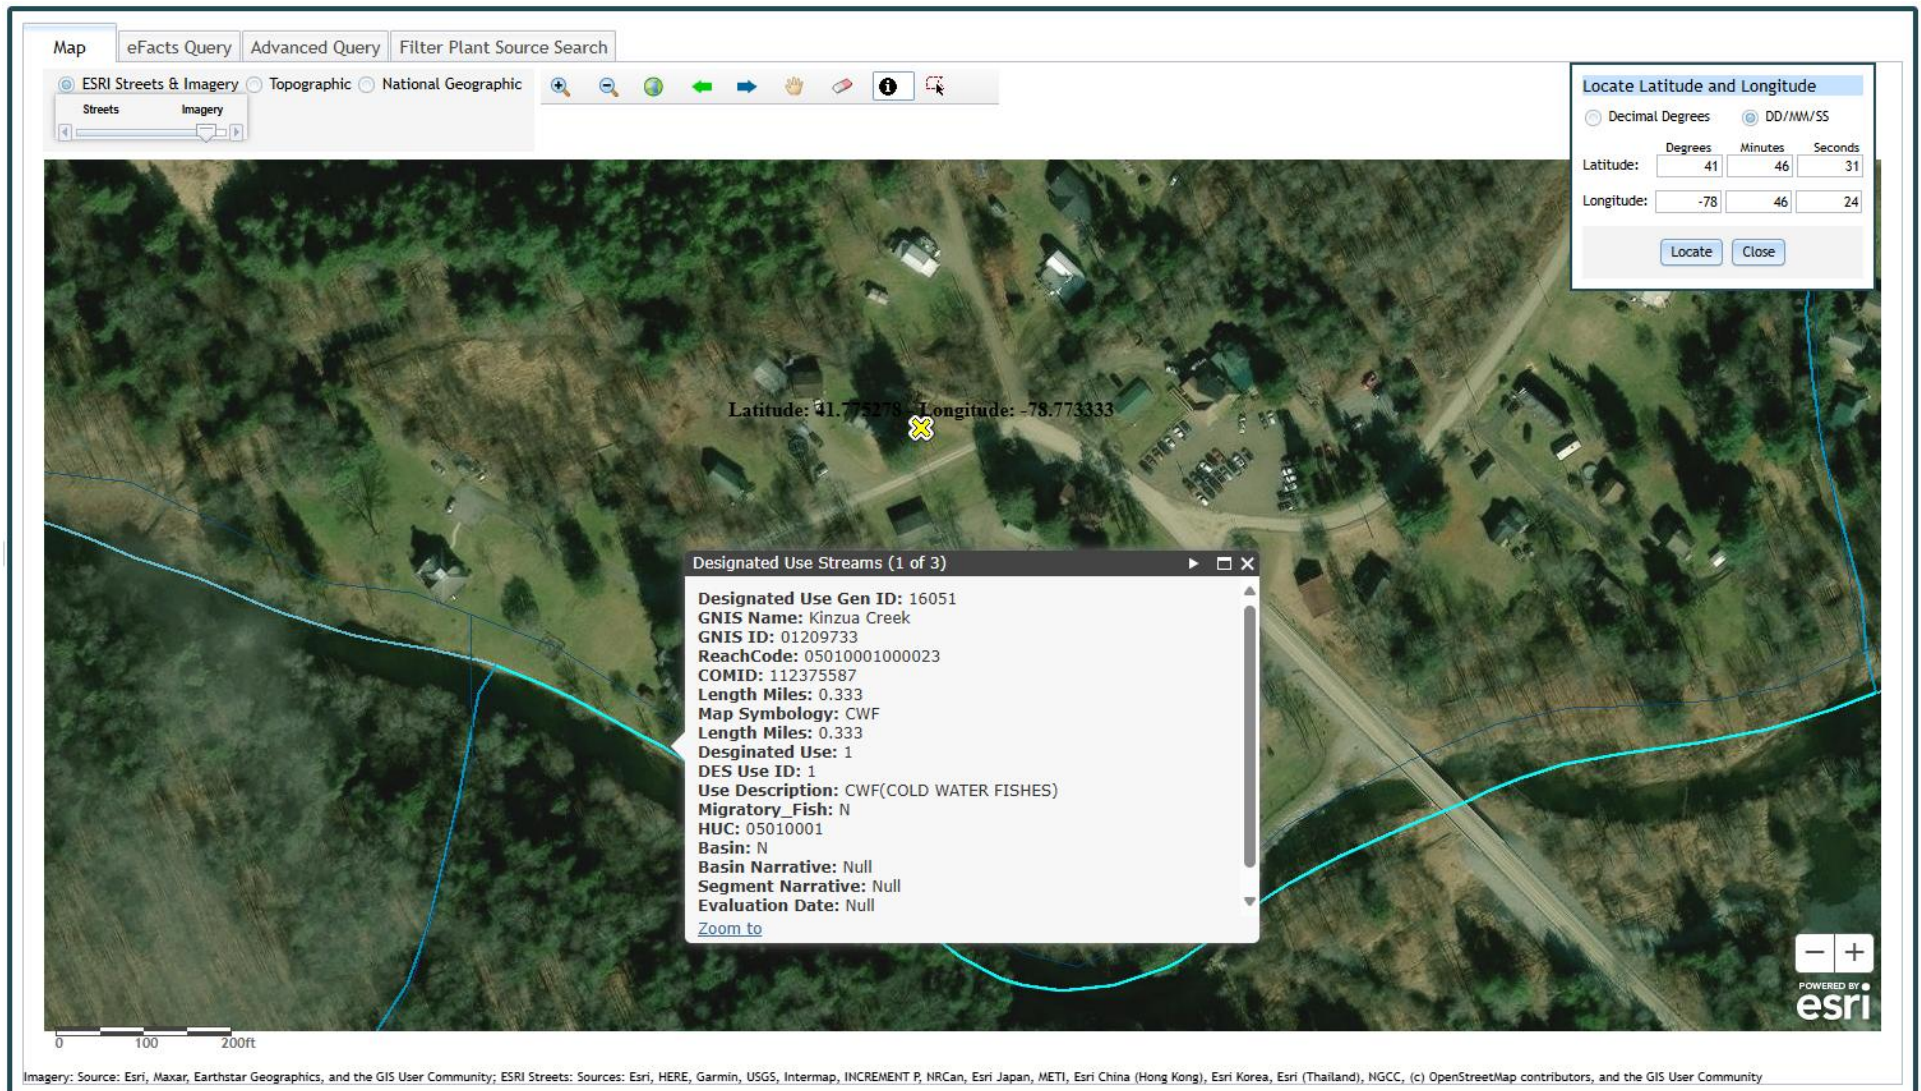 Map eFacts Query Advanced Query Filter Plant Source Search
ESRI Streets & Imagery Topographic National Geographic
Streets Imagery
Locate Latitude and Longitude
Decimal Degrees DD/MM/SS
Degrees Minutes Seconds
Latitude: 41 46 31
Longitude: -78 46 24
Locate Close
Latitude: 41.775278 Longitude: -78.773333
Designated Use Streams (1 of 3)
Designated Use Gen ID: 16051
GNIS Name: Kinzua Creek
GNIS ID: 01209733
ReachCode: 05010001000023
COMID: 112375587
Length Miles: 0.333
Map Symbology: CWF
Length Miles: 0.333
Desginated Use: 1
DES Use ID: 1
Use Description: CWF(COLD WATER FISHES)
Migratory_Fish: N
HUC: 05010001
Basin: N
Basin Narrative: Null
Segment Narrative: Null
Evaluation Date: Null
Zoom to
POWERED BY
esri
0 100 200ft
Imagery: Source: Esri, Maxar, Earthstar Geographics, and the GIS User Community; ESRI Streets: Sources: Esri, HERE, Garmin, USGS, Intermap, INCREMENT P, NRCan, Esri Japan, METI, Esri China (Hong Kong), Esri Korea, Esri (Thailand), NGCC, (c) OpenStreetMap contributors, and the GIS User Community